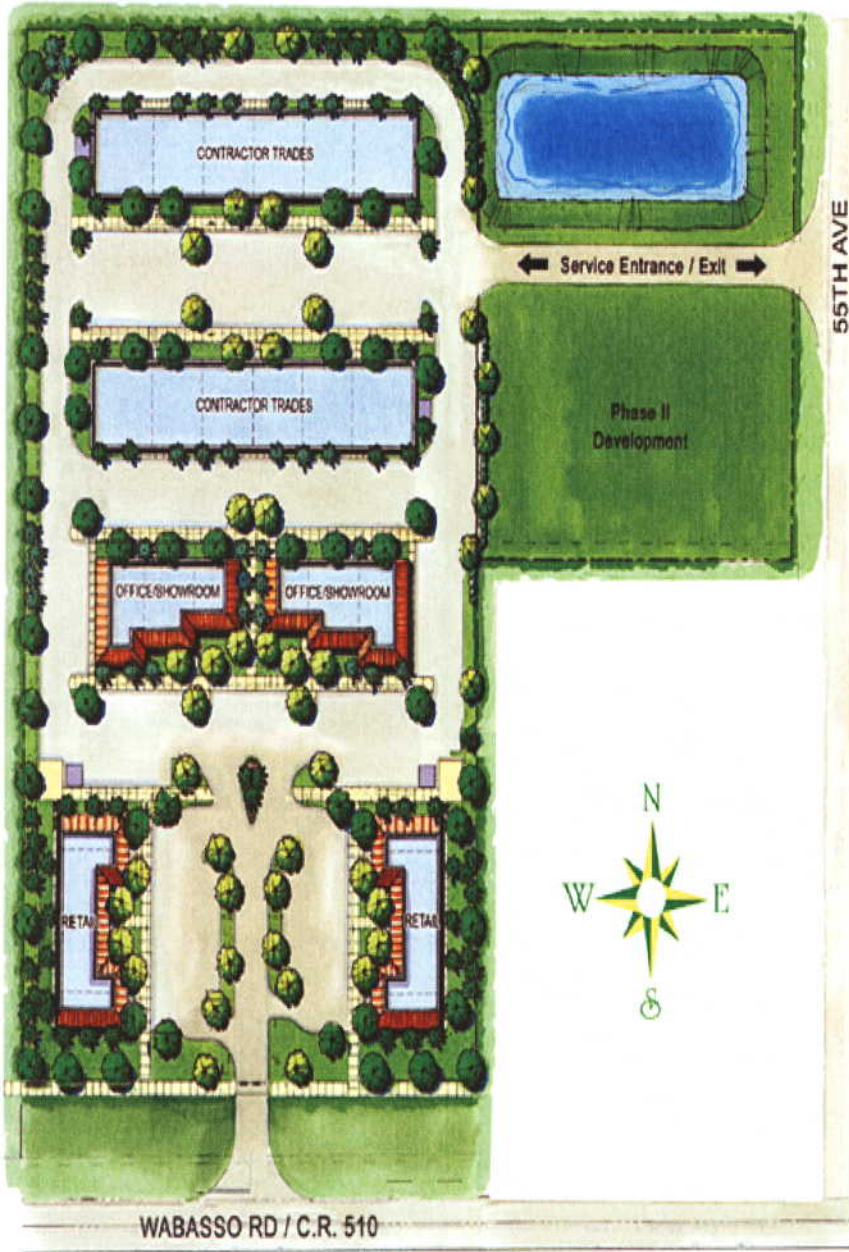 CONTRACTOR TRADES
Service Entrance / Exit
55TH AVE
CONTRACTOR TRADES
Phase II
Development
OFFICE/SHOWROOM
OFFICE/SHOWROOM
N
W
E
S
RETAIL
RETAIL
WABASSO RD / C.R. 510